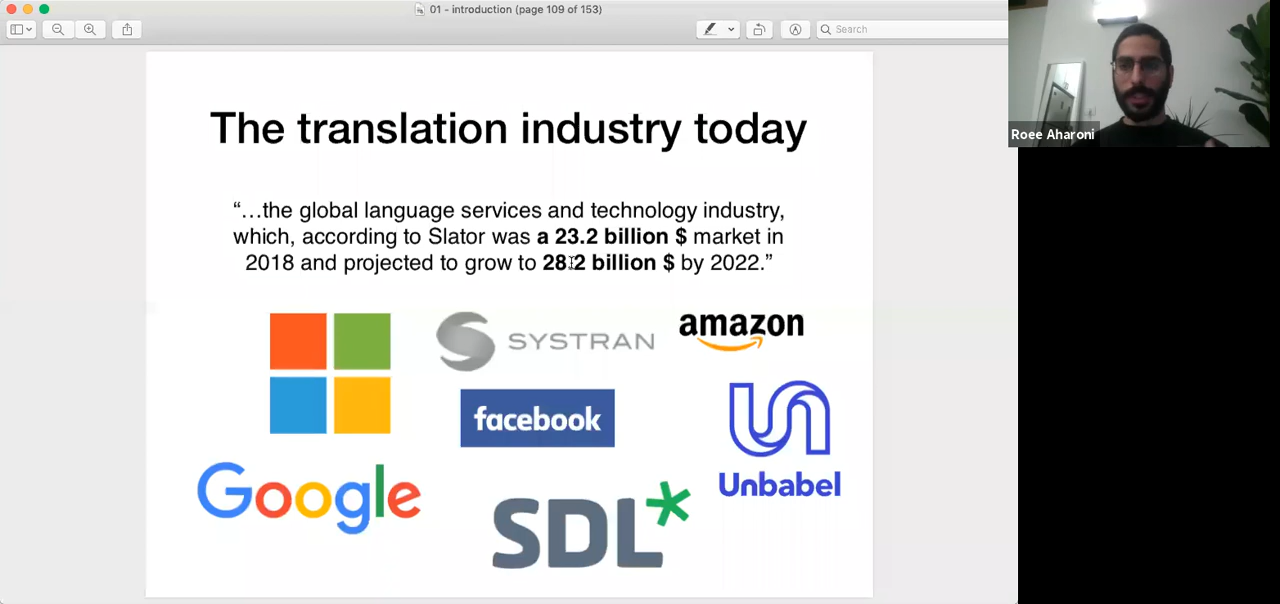 01 - introduction (page 109 of 153)
Search
Roee Aharoni
The translation industry today
“…the global language services and technology industry,
which, according to Slator was a 23.2 billion $ market in
2018 and projected to grow to 28.2 billion $ by 2022.”
SYSTRAN
amazon
facebook
Unbabel
Google
SDL*